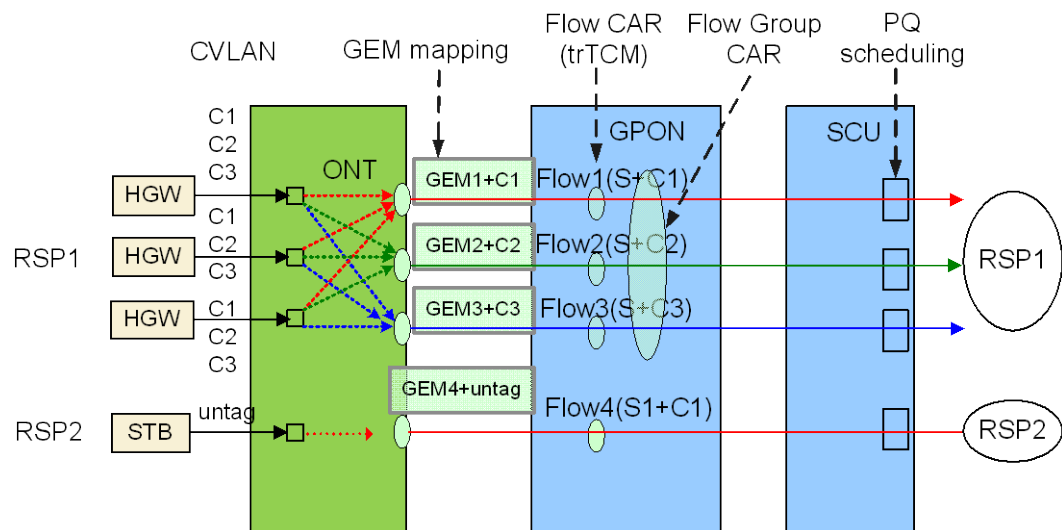 CVLAN
GEM mapping
Flow CAR
(trTCM)
Flow Group
CAR
PQ
scheduling
C1
C2
C3
ONT
GPON
SCU
HGW
GEM1+C1
Flow1(S+C1)
C1
C2
C3
RSP1
HGW
GEM2+C2
Flow2(S+C2)
RSP1
C1
C2
C3
HGW
GEM3+C3
Flow3(S+C3)
GEM4+untag
RSP2
STB
untag
Flow4(S1+C1)
RSP2